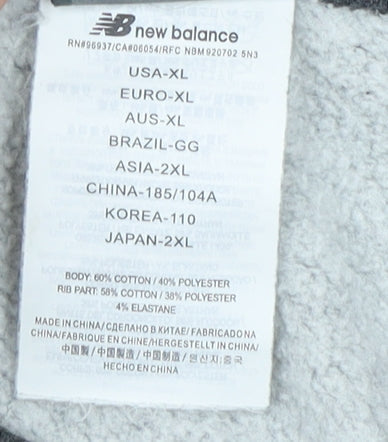 NB new balance
RN#96937/CA#06054/RFC NBM920702 5N3
USA-XL
EURO-XL
AUS-XL
BRAZIL-GG
ASIA-2XL
CHINA-185/104A
KOREA-110
JAPAN-2XL
BODY: 60% COTTON / 40% POLYESTER
RIB PART: 58% COTTON / 38% POLYESTER
4% ELASTANE
MADE IN CHINA/СДЕЛАНО В КИТАЕ/ FABRICADO NA
CHINA/FABRIQUE EN CHINE/HERGESTELLT IN CHINA/
中国製 / 中國製造 / 中国制造 / 원산지: 중국
HECHO EN CHINA